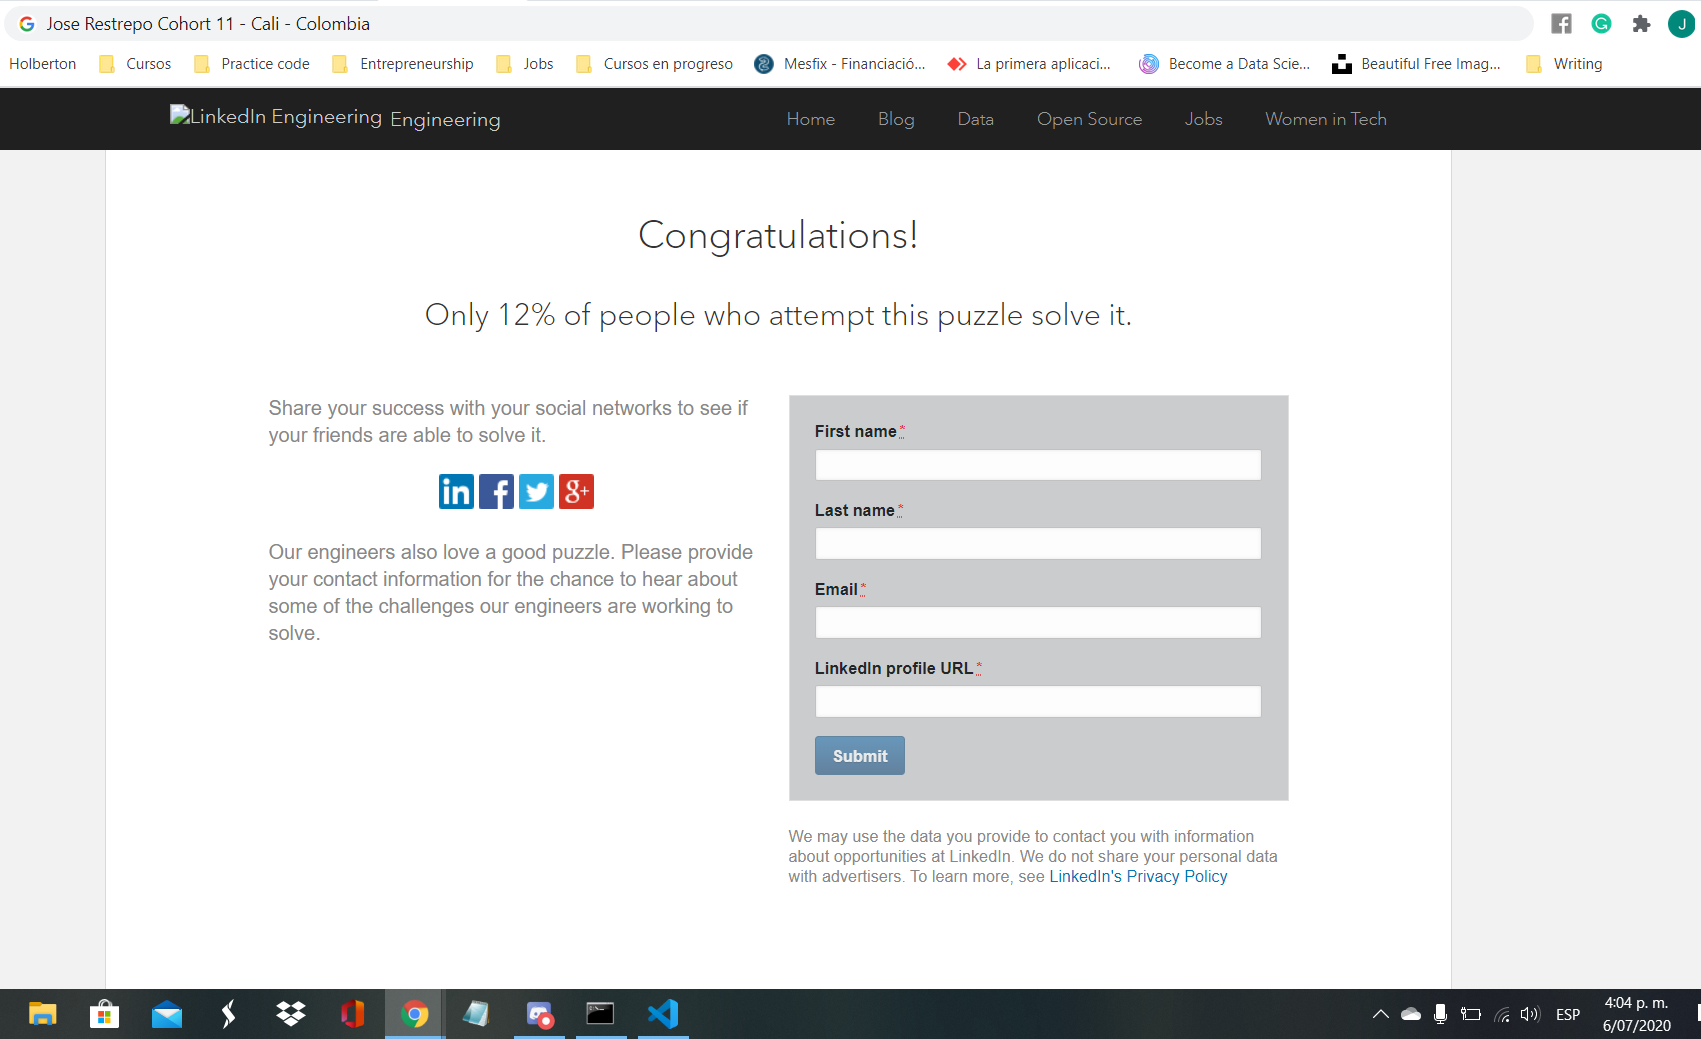 Jose Restrepo Cohort 11 - Cali - Colombia
J
Holberton Cursos Practice code Entrepreneurship Jobs Cursos en progreso Mesfix - Financiació... La primera aplicaci... Become a Data Scie... Beautiful Free Imag... Writing
LinkedIn Engineering Engineering Home Blog Data Open Source Jobs Women in Tech
Congratulations!
Only 12% of people who attempt this puzzle solve it.
Share your success with your social networks to see if
your friends are able to solve it.
in f g+
Our engineers also love a good puzzle. Please provide
your contact information for the chance to hear about
some of the challenges our engineers are working to
solve.
First name*
Last name*
Email*
LinkedIn profile URL*
Submit
We may use the data you provide to contact you with information
about opportunities at LinkedIn. We do not share your personal data
with advertisers. To learn more, see LinkedIn's Privacy Policy
ESP
4:04 p. m.
6/07/2020